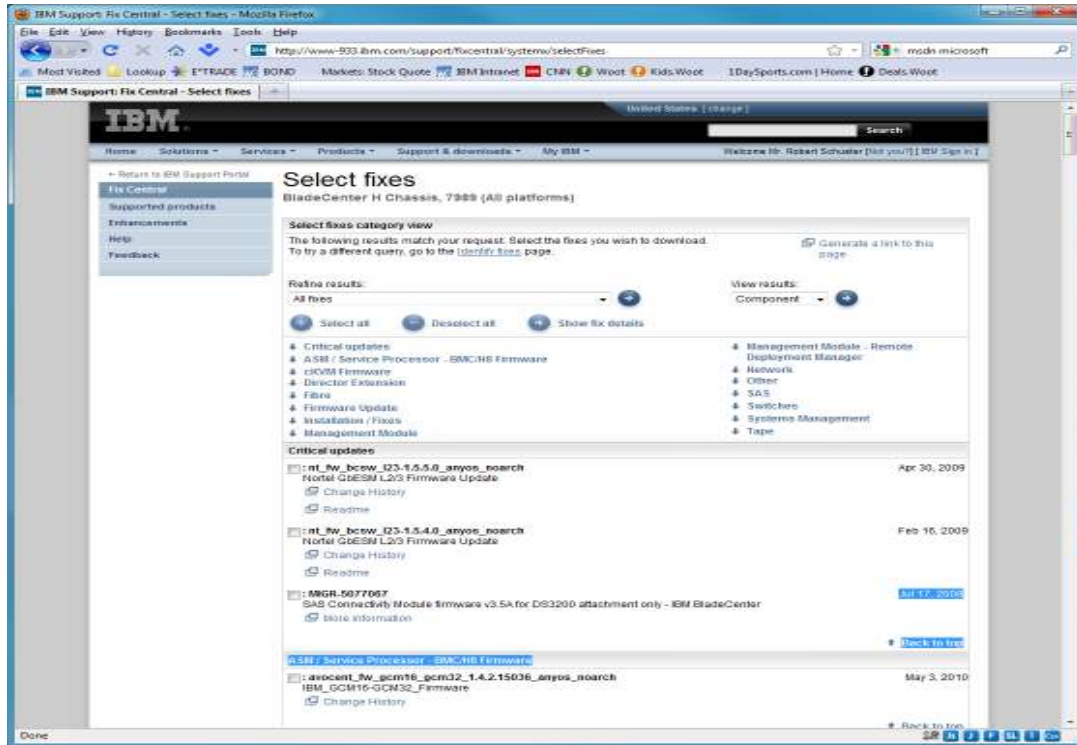 IBM Support: Fix Central - Select fixes - Mozilla Firefox
File Edit View History Bookmarks Tools Help
http://www-933.ibm.com/support/fixcentral/systemx/selectFixes
msdn microsoft
Most Visited Lookup E*TRADE BOND Markets: Stock Quote IBM Intranet CNN Woot Kids.Woot 1DaySports.com | Home Deals.Woot
IBM Support: Fix Central - Select fixes
IBM
United States [ change ]
Search
Home Solutions Services Products Support & downloads My IBM Welcome Mr. Robert Schuster [Not you?] [ IBM Sign in ]
Return to IBM Support Portal
Fix Central
Supported products
Enhancements
Help
Feedback
Select fixes
BladeCenter H Chassis, 7989 (All platforms)
Select fixes category view
The following results match your request. Select the fixes you wish to download.
To try a different query, go to the Identify fixes page.
Generate a link to this page
Refine results:
All fixes
View results:
Component
Select all Deselect all Show fix details
Critical updates
ASM / Service Processor - BMC/H8 Firmware
cKVM Firmware
Director Extension
Fibre
Firmware Update
Installation / Fixes
Management Module
Management Module - Remote Deployment Manager
Network
Other
SAS
Switches
Systems Management
Tape
Critical updates
: nt_fw_bcsw_l23-1.5.5.0_anyos_noarch Apr 30, 2009
Nortel GbESM L2/3 Firmware Update
Change History
Readme
: nt_fw_bcsw_l23-1.5.4.0_anyos_noarch Feb 16, 2009
Nortel GbESM L2/3 Firmware Update
Change History
Readme
: MIGR-5077067 Jul 17, 2008
SAS Connectivity Module firmware v3.5A for DS3200 attachment only - IBM BladeCenter
More information
Back to top
ASM / Service Processor - BMC/H8 Firmware
: avocent_fw_gcm16_gcm32_1.4.2.15036_anyos_noarch May 3, 2010
IBM_GCM16-GCM32_Firmware
Change History
Back to top
Done